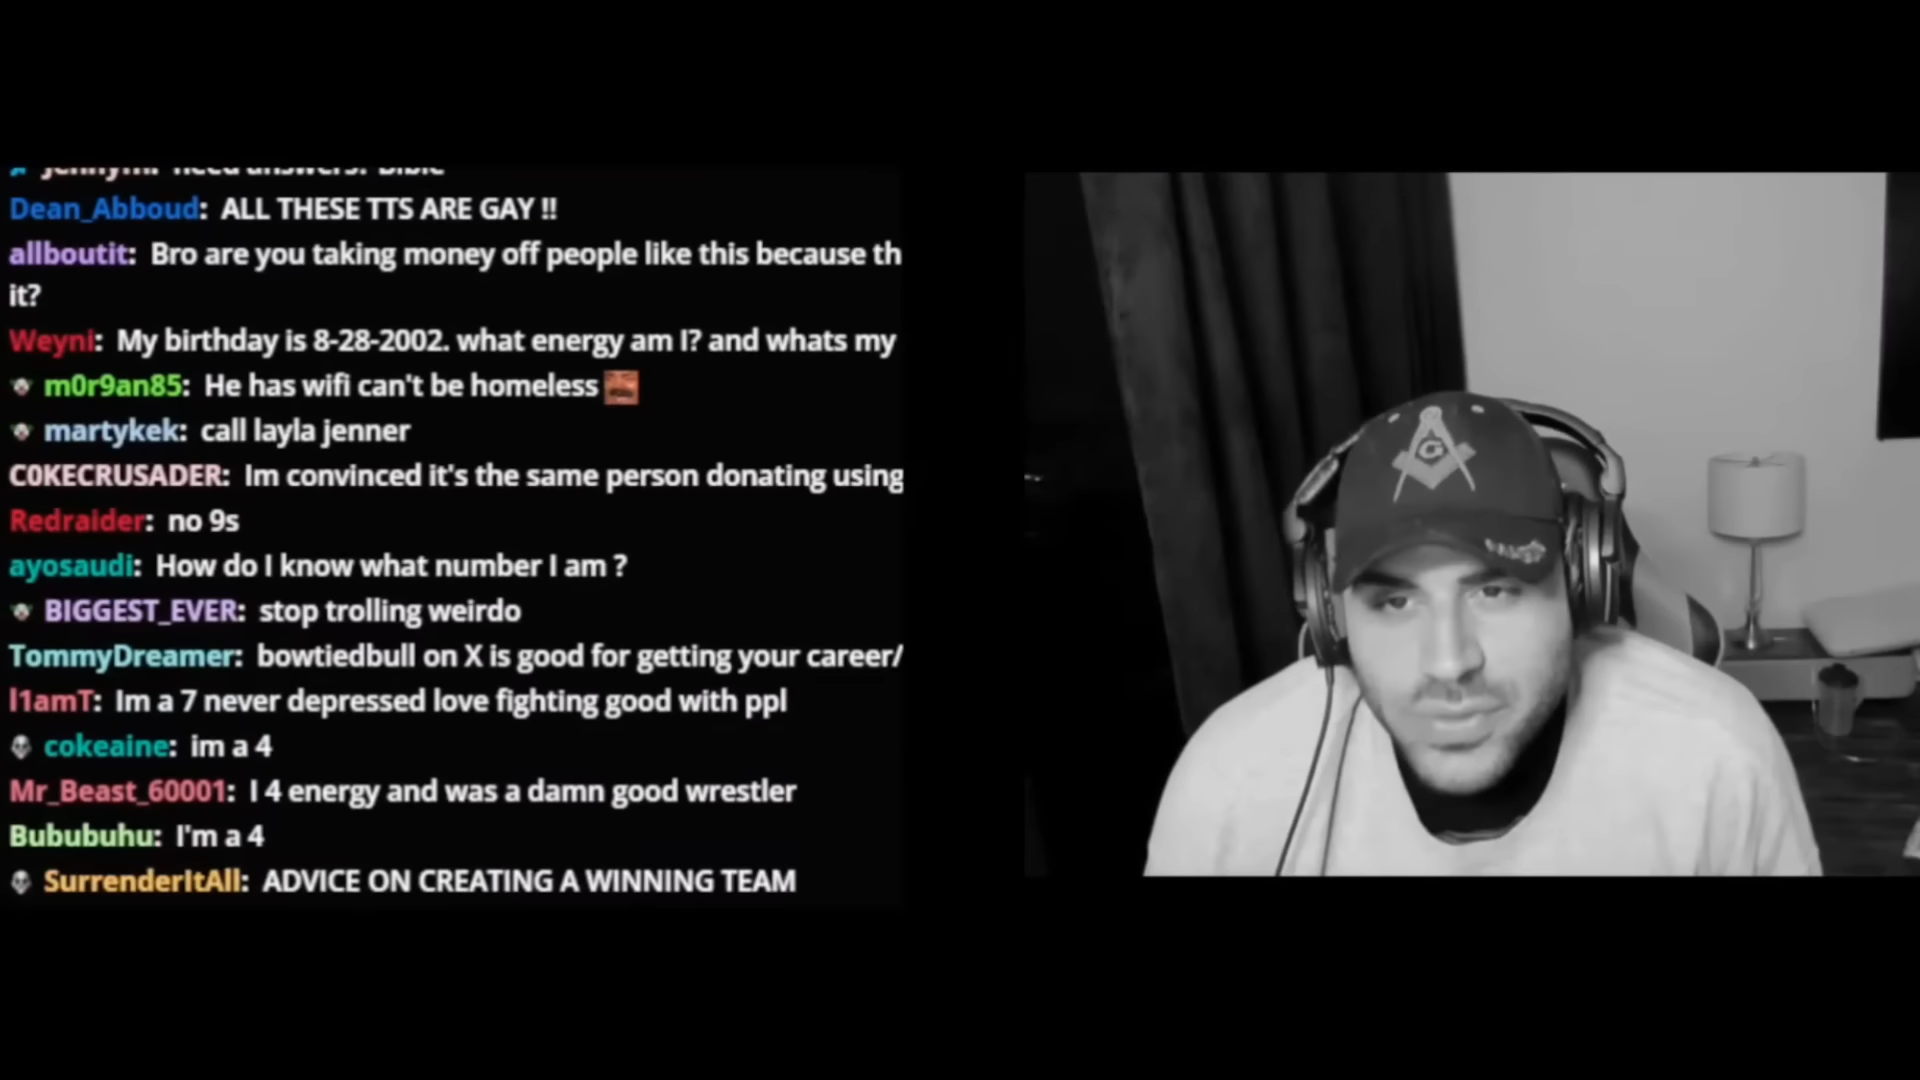 jennym: need answers! Bible
Dean_Abboud: ALL THESE TTS ARE GAY !!
allboutit: Bro are you taking money off people like this because th
it?
Weyni: My birthday is 8-28-2002. what energy am I? and whats my
m0r9an85: He has wifi can't be homeless
martykek: call layla jenner
C0KECRUSADER: Im convinced it's the same person donating using
Redraider: no 9s
ayosaudi: How do I know what number I am ?
BIGGEST_EVER: stop trolling weirdo
TommyDreamer: bowtiedbull on X is good for getting your career/
l1amT: Im a 7 never depressed love fighting good with ppl
cokeaine: im a 4
Mr_Beast_60001: I 4 energy and was a damn good wrestler
Bububuhu: I'm a 4
SurrenderItAll: ADVICE ON CREATING A WINNING TEAM
G